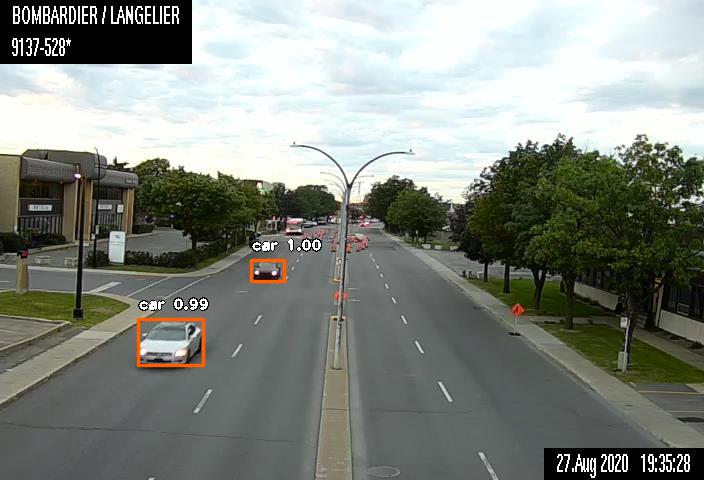 BOMBARDIER / LANGELIER
9137-528*
car 1.00
car 0.99
27.Aug 2020 19:35:28